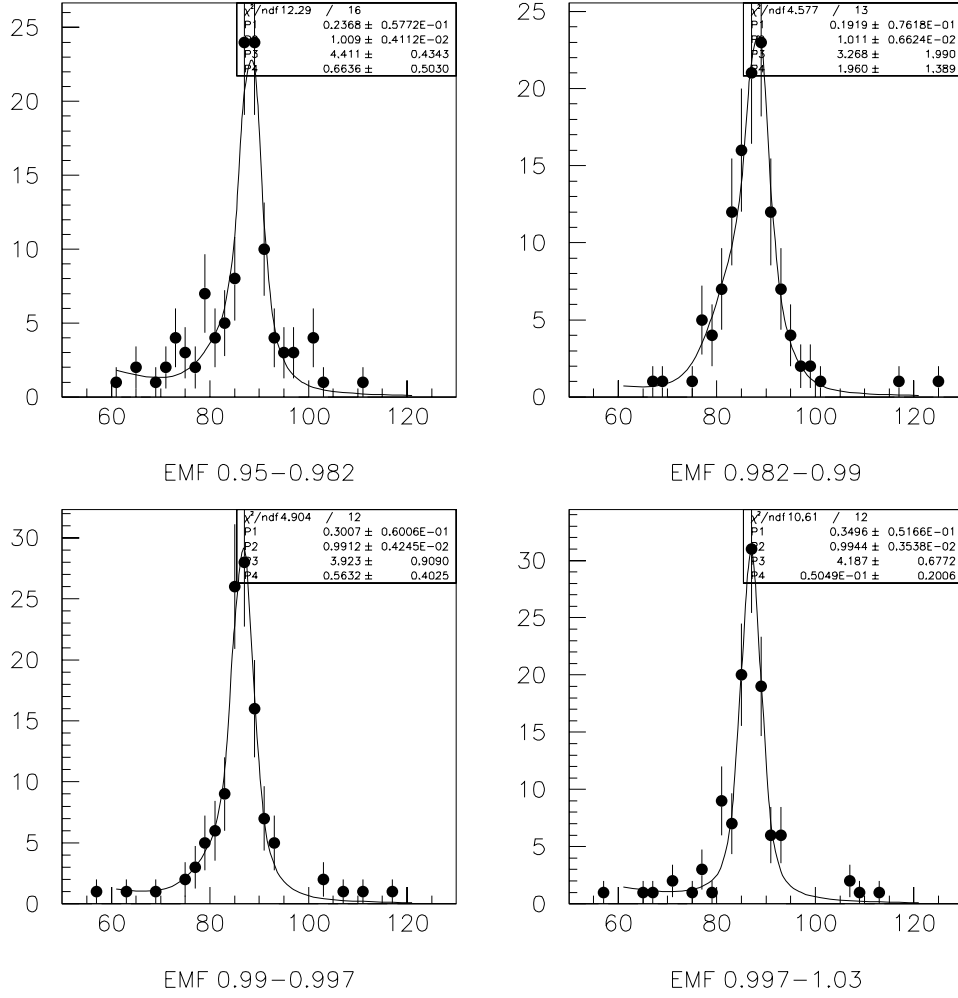 χ²/ndf 12.29 / 16
P1 0.2368 ± 0.5772E-01
1.009 ± 0.4112E-02
P3 4.411 ± 0.4343
P4 0.6636 ± 0.5030
25
20
15
10
5
0
60 80 100 120
EMF 0.95-0.982
χ²/ndf 4.577 / 13
P1 0.1919 ± 0.7618E-01
1.011 ± 0.6624E-02
P3 3.268 ± 1.990
P4 1.960 ± 1.389
25
20
15
10
5
0
60 80 100 120
EMF 0.982-0.99
χ²/ndf 4.904 / 12
P1 0.3007 ± 0.6006E-01
P2 0.9912 ± 0.4245E-02
P3 3.923 ± 0.9090
P4 0.5632 ± 0.4025
30
25
20
15
10
5
0
60 80 100 120
EMF 0.99-0.997
χ²/ndf 10.61 / 12
P1 0.3496 ± 0.5166E-01
P2 0.9944 ± 0.3538E-02
P3 4.187 ± 0.6772
P4 0.5049E-01 ± 0.2006
30
25
20
15
10
5
0
60 80 100 120
EMF 0.997-1.03